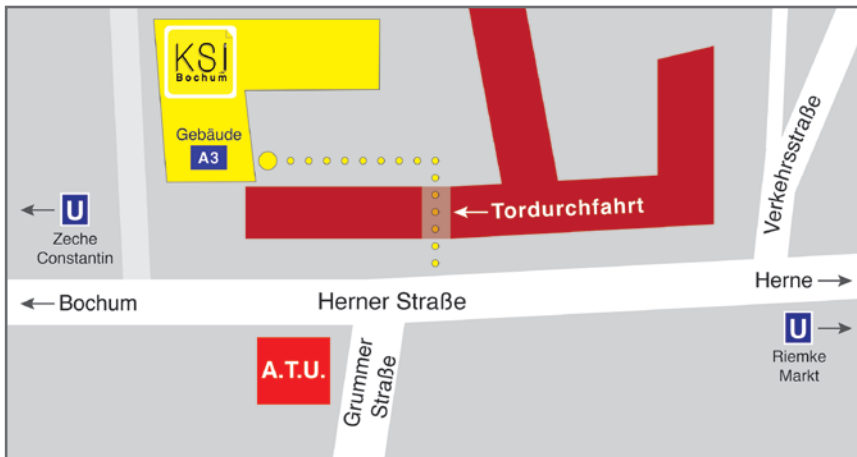 KSI
Bochum
Gebäude
A3
Tordurchfahrt
Verkehrsstraße
U
Zeche
Constantin
Bochum
Herner Straße
Herne
U
Riemke
Markt
A.T.U.
Grummer
Straße